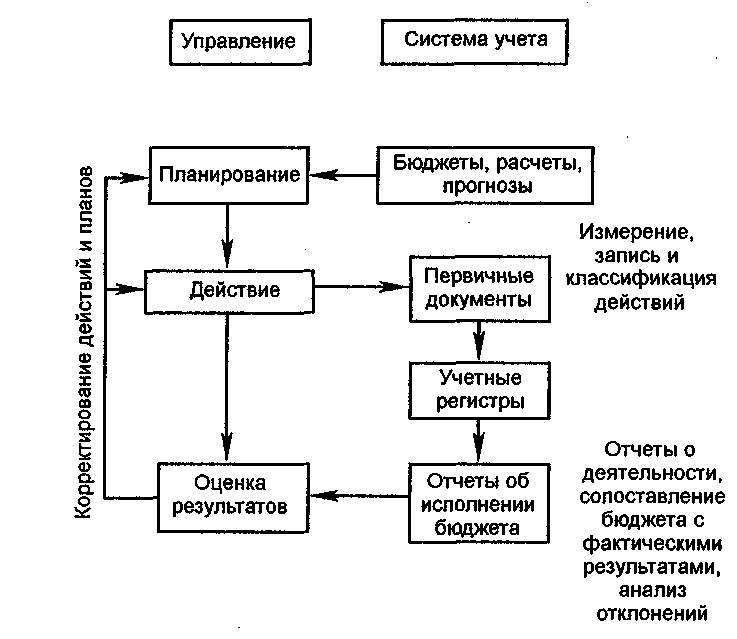 Управление
Система учета
Планирование
Бюджеты, расчеты,
прогнозы
Корректирование действий и планов
Действие
Первичные
документы
Измерение,
запись и
классификация
действий
Учетные
регистры
Оценка
результатов
Отчеты об
исполнении
бюджета
Отчеты о
деятельности,
сопоставление
бюджета с
фактическими
результатами,
анализ
отклонений